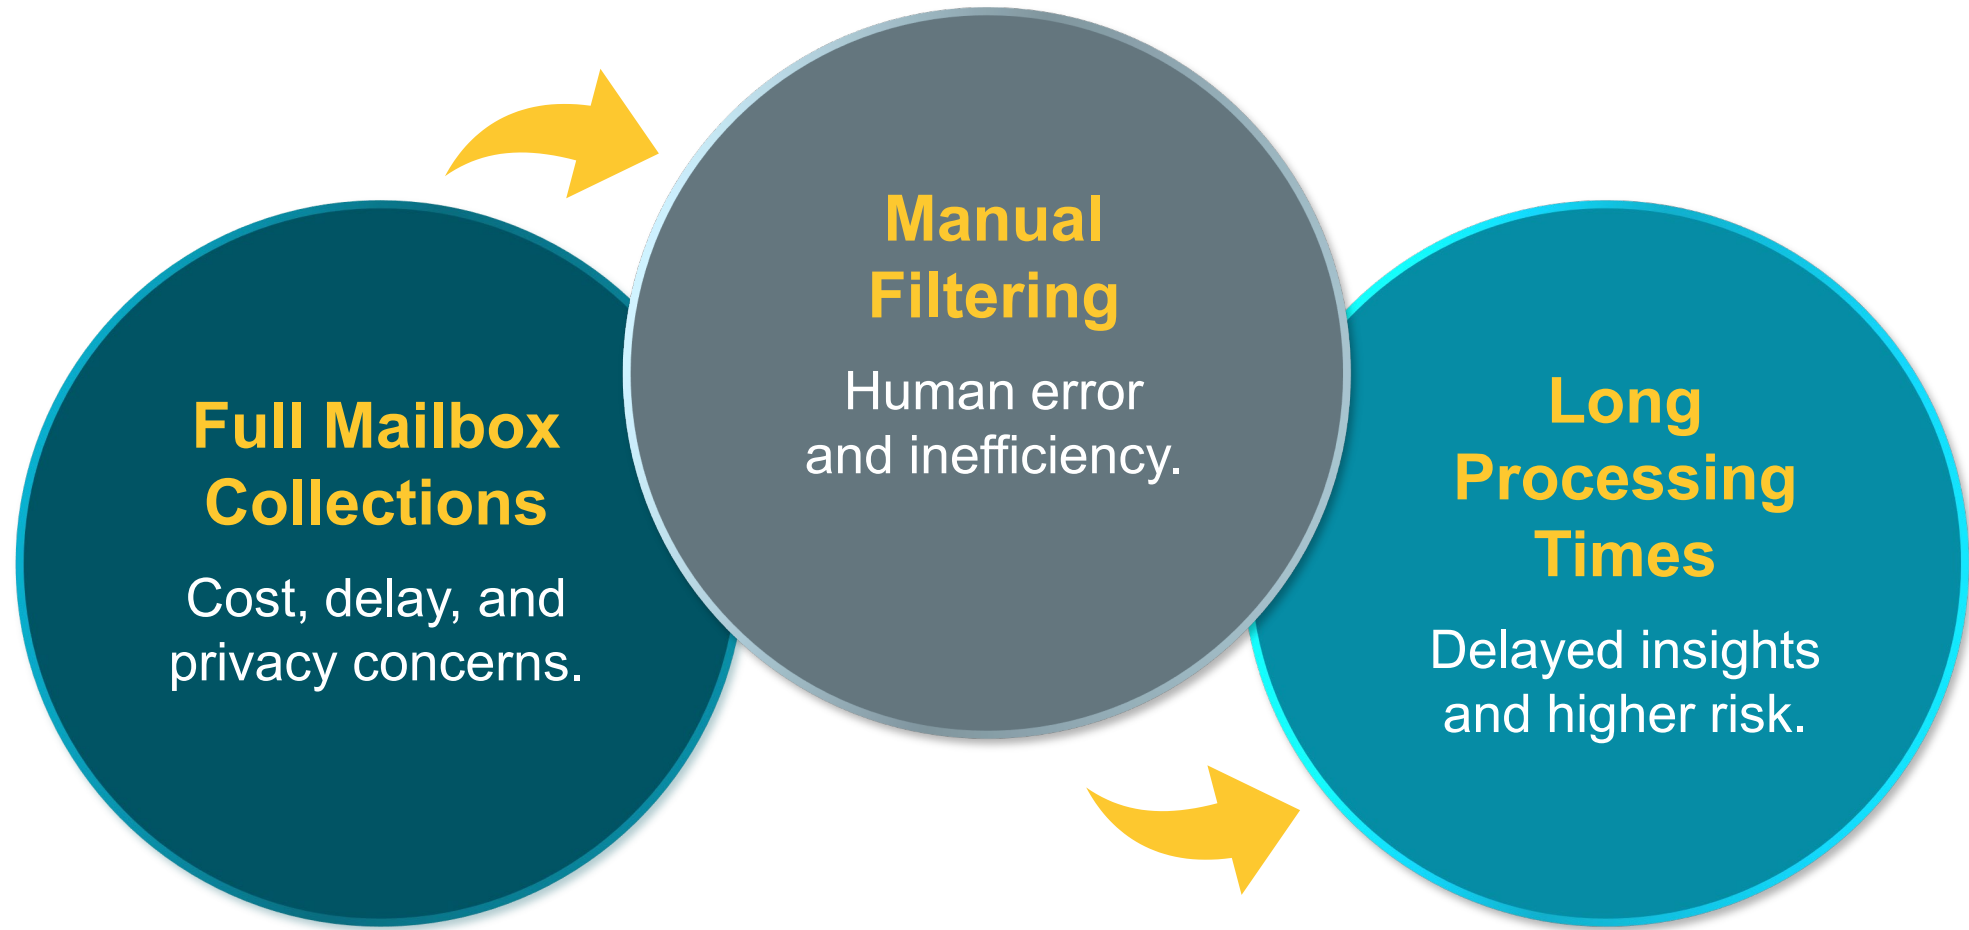 Full Mailbox
Collections
Cost, delay, and
privacy concerns.
Manual
Filtering
Human error
and inefficiency.
Long
Processing
Times
Delayed insights
and higher risk.